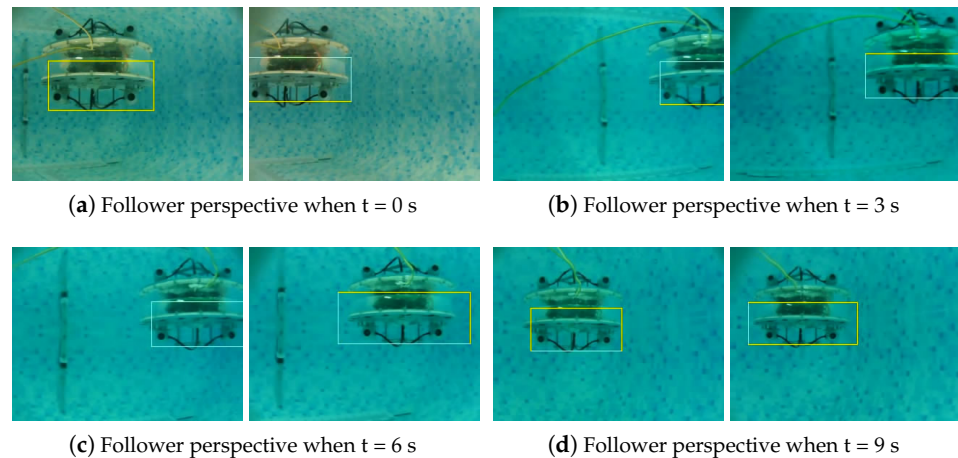 (a) Follower perspective when t = 0 s
(b) Follower perspective when t = 3 s
(c) Follower perspective when t = 6 s
(d) Follower perspective when t = 9 s